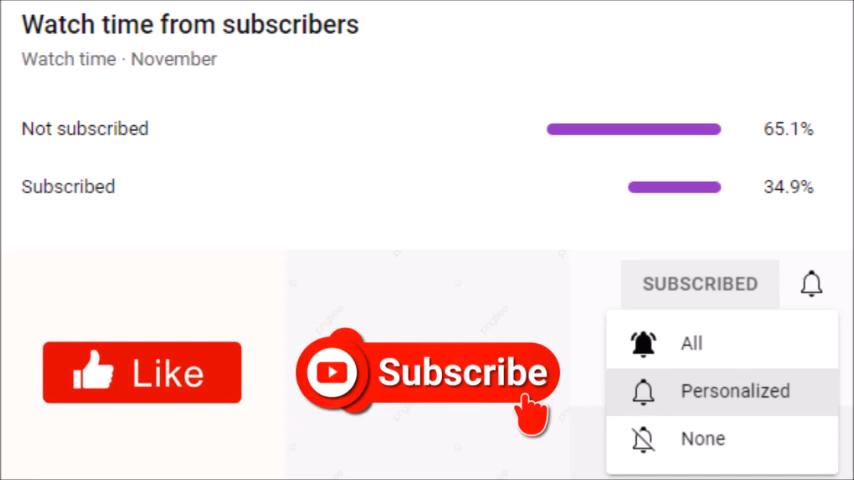 Watch time from subscribers
Watch time · November
Not subscribed 65.1%
Subscribed 34.9%
SUBSCRIBED
All
Like
Subscribe
Personalized
None